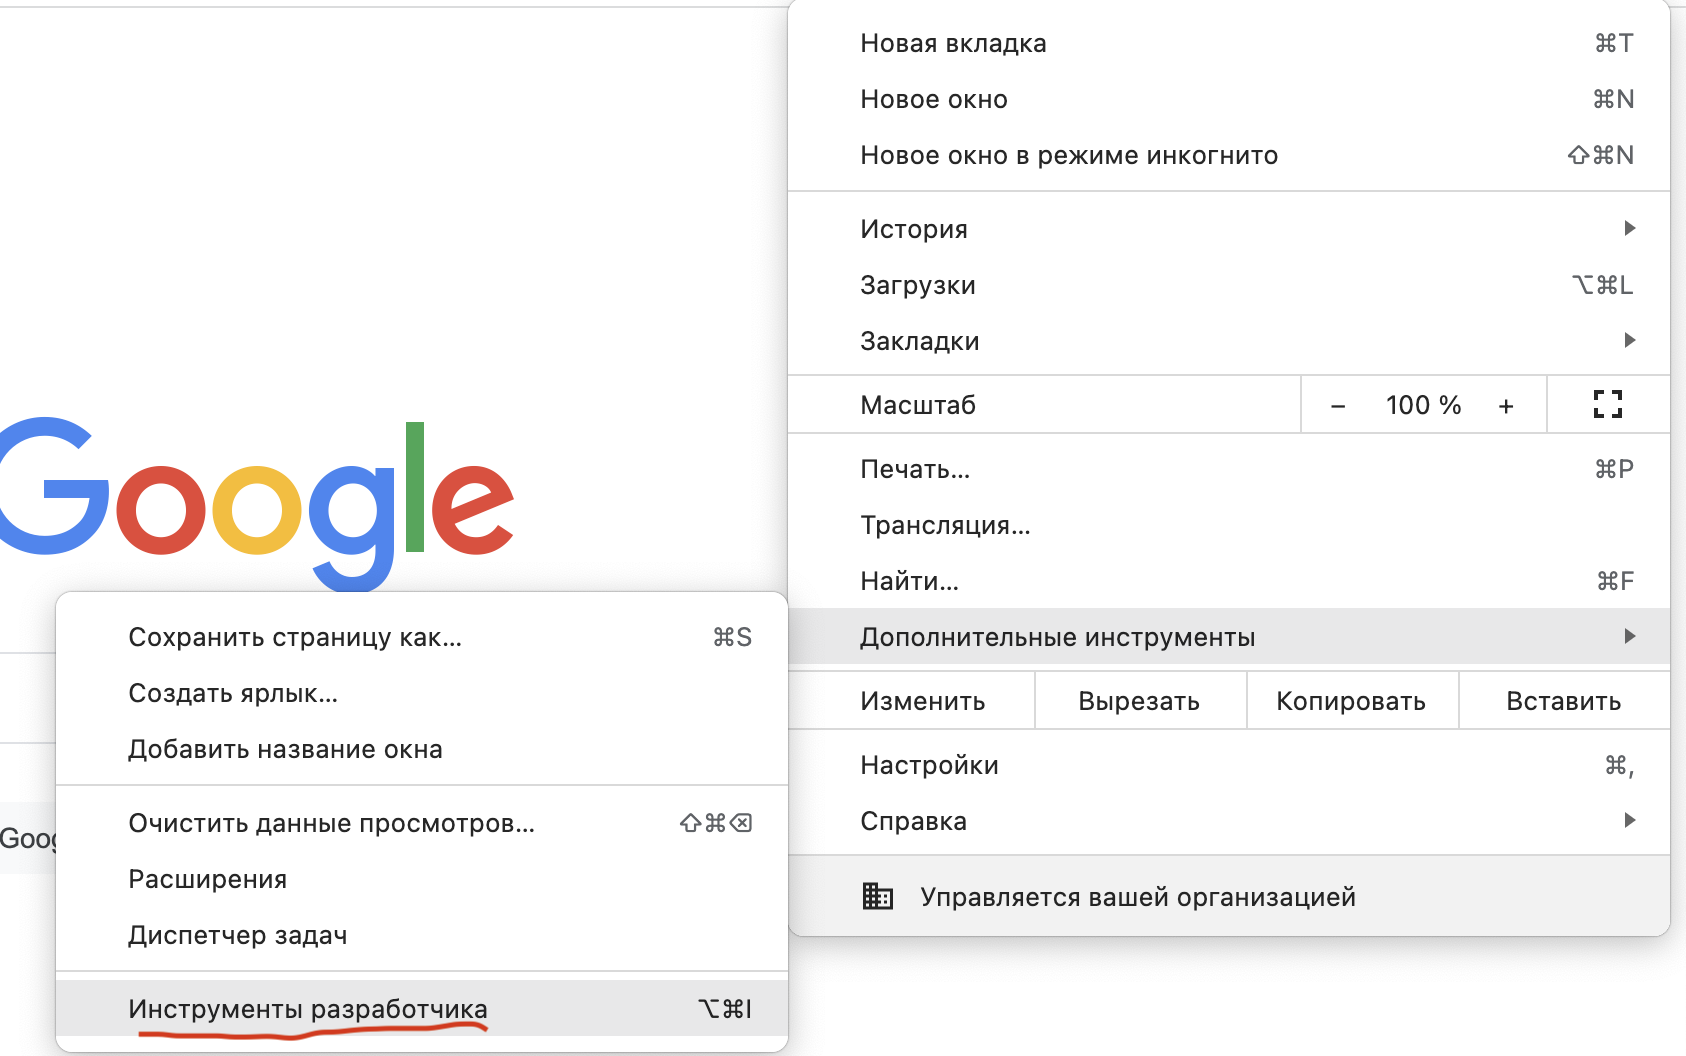 Новая вкладка ⌘T
Новое окно ⌘N
Новое окно в режиме инкогнито ⇧⌘N
История
Загрузки ⌥⌘L
Закладки
Масштаб − 100 % +
Печать... ⌘P
Трансляция...
Найти... ⌘F
Дополнительные инструменты
Изменить Вырезать Копировать Вставить
Настройки ⌘,
Справка
Управляется вашей организацией
Google
Сохранить страницу как... ⌘S
Создать ярлык...
Добавить название окна
Очистить данные просмотров... ⇧⌘⌫
Расширения
Диспетчер задач
Инструменты разработчика ⌥⌘I